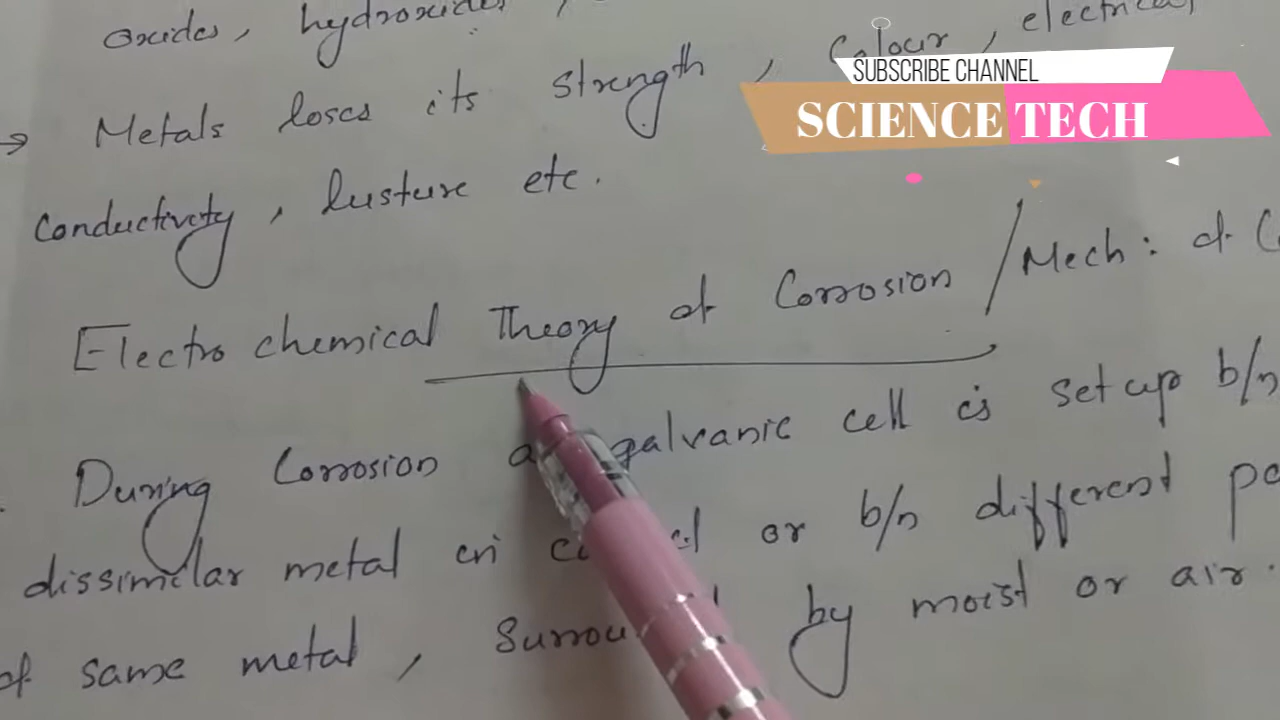 oxides, hydroxides,
→ Metals loses its strength, colour, electrical
SUBSCRIBE CHANNEL
SCIENCE TECH
conductivity, lusture etc.
Electro chemical Theory of Corrosion / Mech: of
During Corrosion a galvanic cell is set up b/n
dissimilar metal in or b/n different
of same metal, by moist or air.